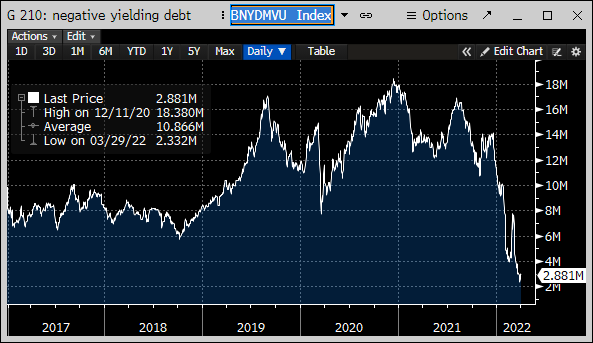 G 210: negative yielding debt BNYDMVU Index Options
Actions Edit
1D 3D 1M 6M YTD 1Y 5Y Max Daily ▼ Table « Edit Chart
Last Price 2.881M
High on 12/11/20 18.380M
Average 10.866M
Low on 03/29/22 2.332M
18M
16M
14M
12M
10M
8M
6M
4M
2.881M
2M
2017 2018 2019 2020 2021 2022